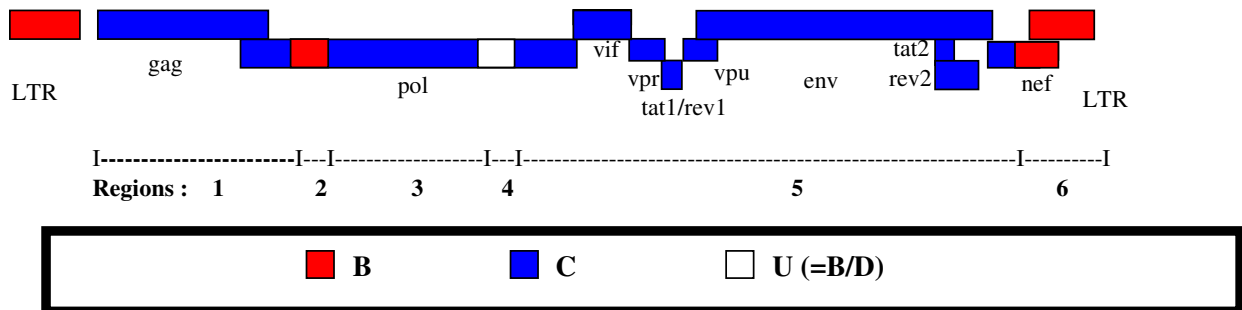 LTR
gag
pol
vif
vpr
tat1/rev1
vpu
env
tat2
rev2
nef
LTR
I-----------------------I---I------------------I---I-----------------------------------------------------------I---------I
Regions : 1 2 3 4 5 6
B C U (=B/D)